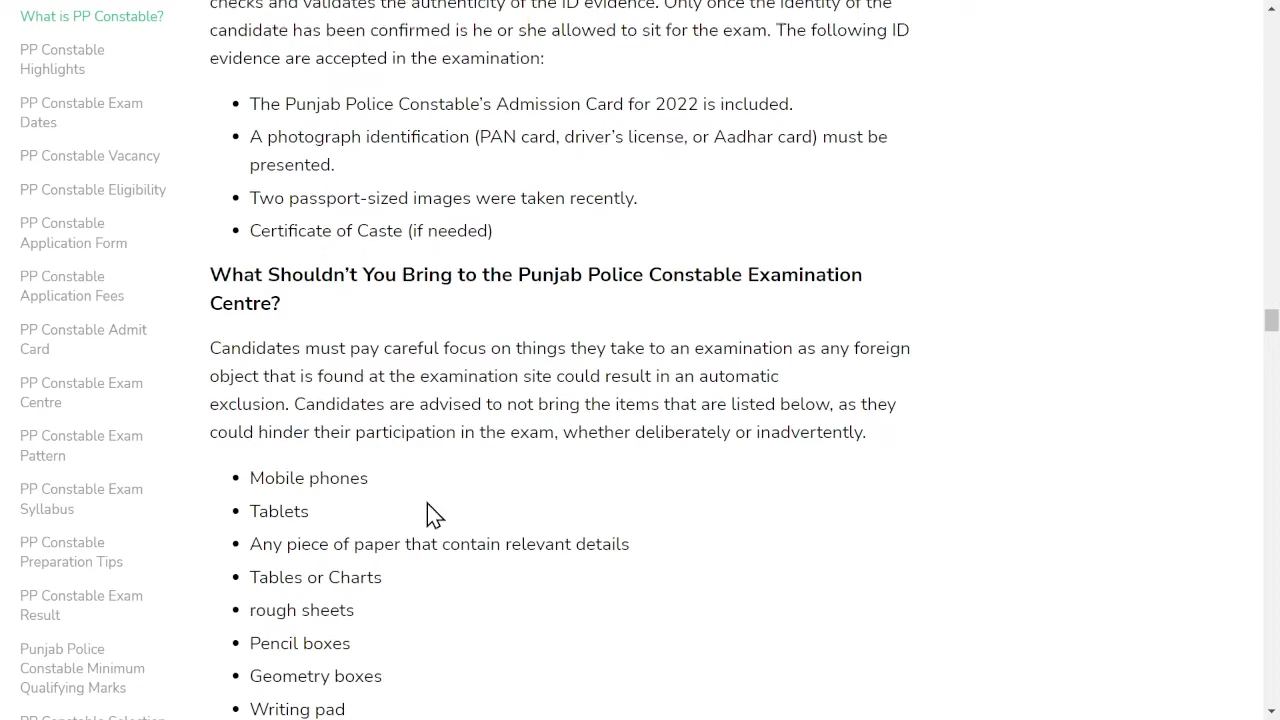 What is PP Constable?
PP Constable
Highlights
PP Constable Exam
Dates
PP Constable Vacancy
PP Constable Eligibility
PP Constable
Application Form
PP Constable
Application Fees
PP Constable Admit
Card
PP Constable Exam
Centre
PP Constable Exam
Pattern
PP Constable Exam
Syllabus
PP Constable
Preparation Tips
PP Constable Exam
Result
Punjab Police
Constable Minimum
Qualifying Marks
PP Constable Selection
checks and validates the authenticity of the ID evidence. Only once the identity of the
candidate has been confirmed is he or she allowed to sit for the exam. The following ID
evidence are accepted in the examination:
• The Punjab Police Constable’s Admission Card for 2022 is included.
• A photograph identification (PAN card, driver’s license, or Aadhar card) must be
presented.
• Two passport-sized images were taken recently.
• Certificate of Caste (if needed)
What Shouldn’t You Bring to the Punjab Police Constable Examination
Centre?
Candidates must pay careful focus on things they take to an examination as any foreign
object that is found at the examination site could result in an automatic
exclusion. Candidates are advised to not bring the items that are listed below, as they
could hinder their participation in the exam, whether deliberately or inadvertently.
• Mobile phones
• Tablets
• Any piece of paper that contain relevant details
• Tables or Charts
• rough sheets
• Pencil boxes
• Geometry boxes
• Writing pad